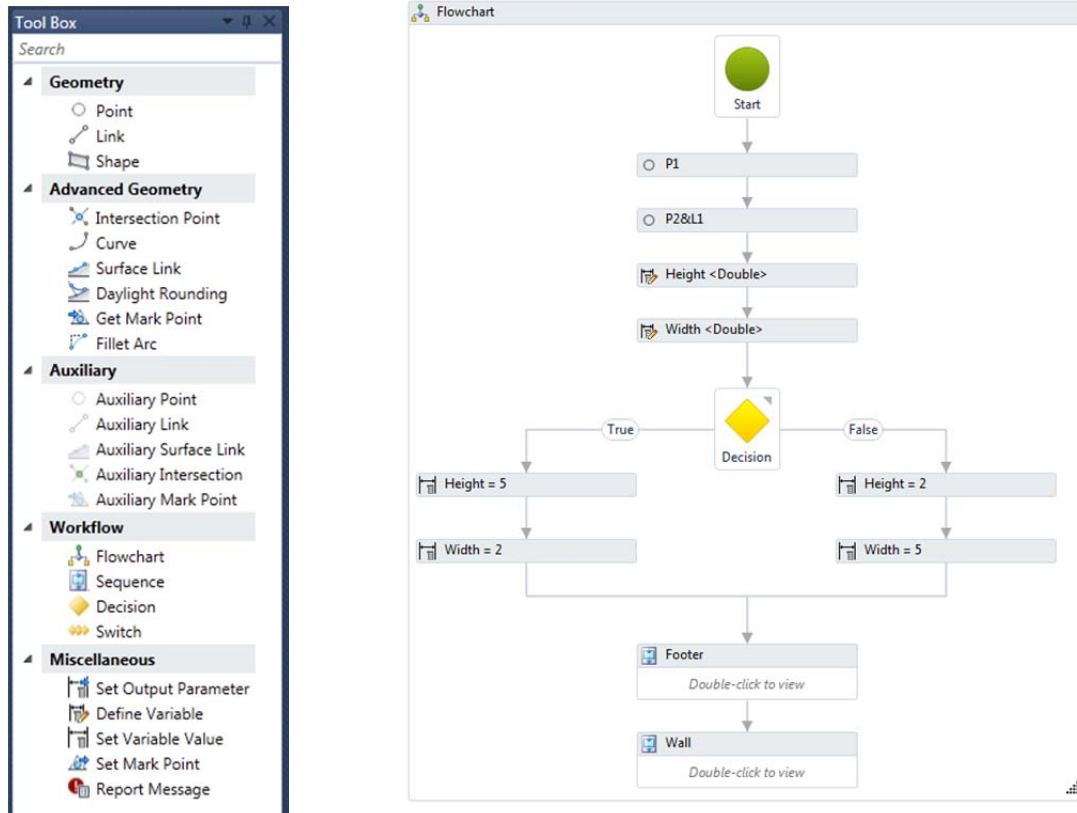 Tool Box
Search
Geometry
Point
Link
Shape
Advanced Geometry
Intersection Point
Curve
Surface Link
Daylight Rounding
Get Mark Point
Fillet Arc
Auxiliary
Auxiliary Point
Auxiliary Link
Auxiliary Surface Link
Auxiliary Intersection
Auxiliary Mark Point
Workflow
Flowchart
Sequence
Decision
Switch
Miscellaneous
Set Output Parameter
Define Variable
Set Variable Value
Set Mark Point
Report Message
Flowchart
Start
P1
P2&L1
Height <Double>
Width <Double>
True
False
Decision
Height = 5
Height = 2
Width = 2
Width = 5
Footer
Double-click to view
Wall
Double-click to view